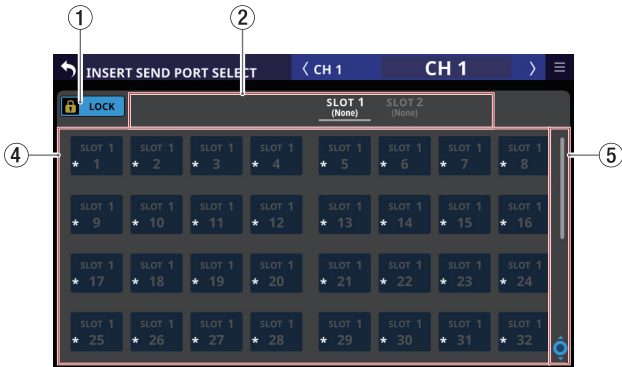 ① ②
INSERT SEND PORT SELECT CH 1 CH 1
LOCK SLOT 1 SLOT 2
(None) (None)
④ ⑤
SLOT 1 SLOT 1 SLOT 1 SLOT 1 SLOT 1 SLOT 1 SLOT 1 SLOT 1
* 1 * 2 * 3 * 4 * 5 * 6 * 7 * 8
SLOT 1 SLOT 1 SLOT 1 SLOT 1 SLOT 1 SLOT 1 SLOT 1 SLOT 1
* 9 * 10 * 11 * 12 * 13 * 14 * 15 * 16
SLOT 1 SLOT 1 SLOT 1 SLOT 1 SLOT 1 SLOT 1 SLOT 1 SLOT 1
* 17 * 18 * 19 * 20 * 21 * 22 * 23 * 24
SLOT 1 SLOT 1 SLOT 1 SLOT 1 SLOT 1 SLOT 1 SLOT 1 SLOT 1
* 25 * 26 * 27 * 28 * 29 * 30 * 31 * 32